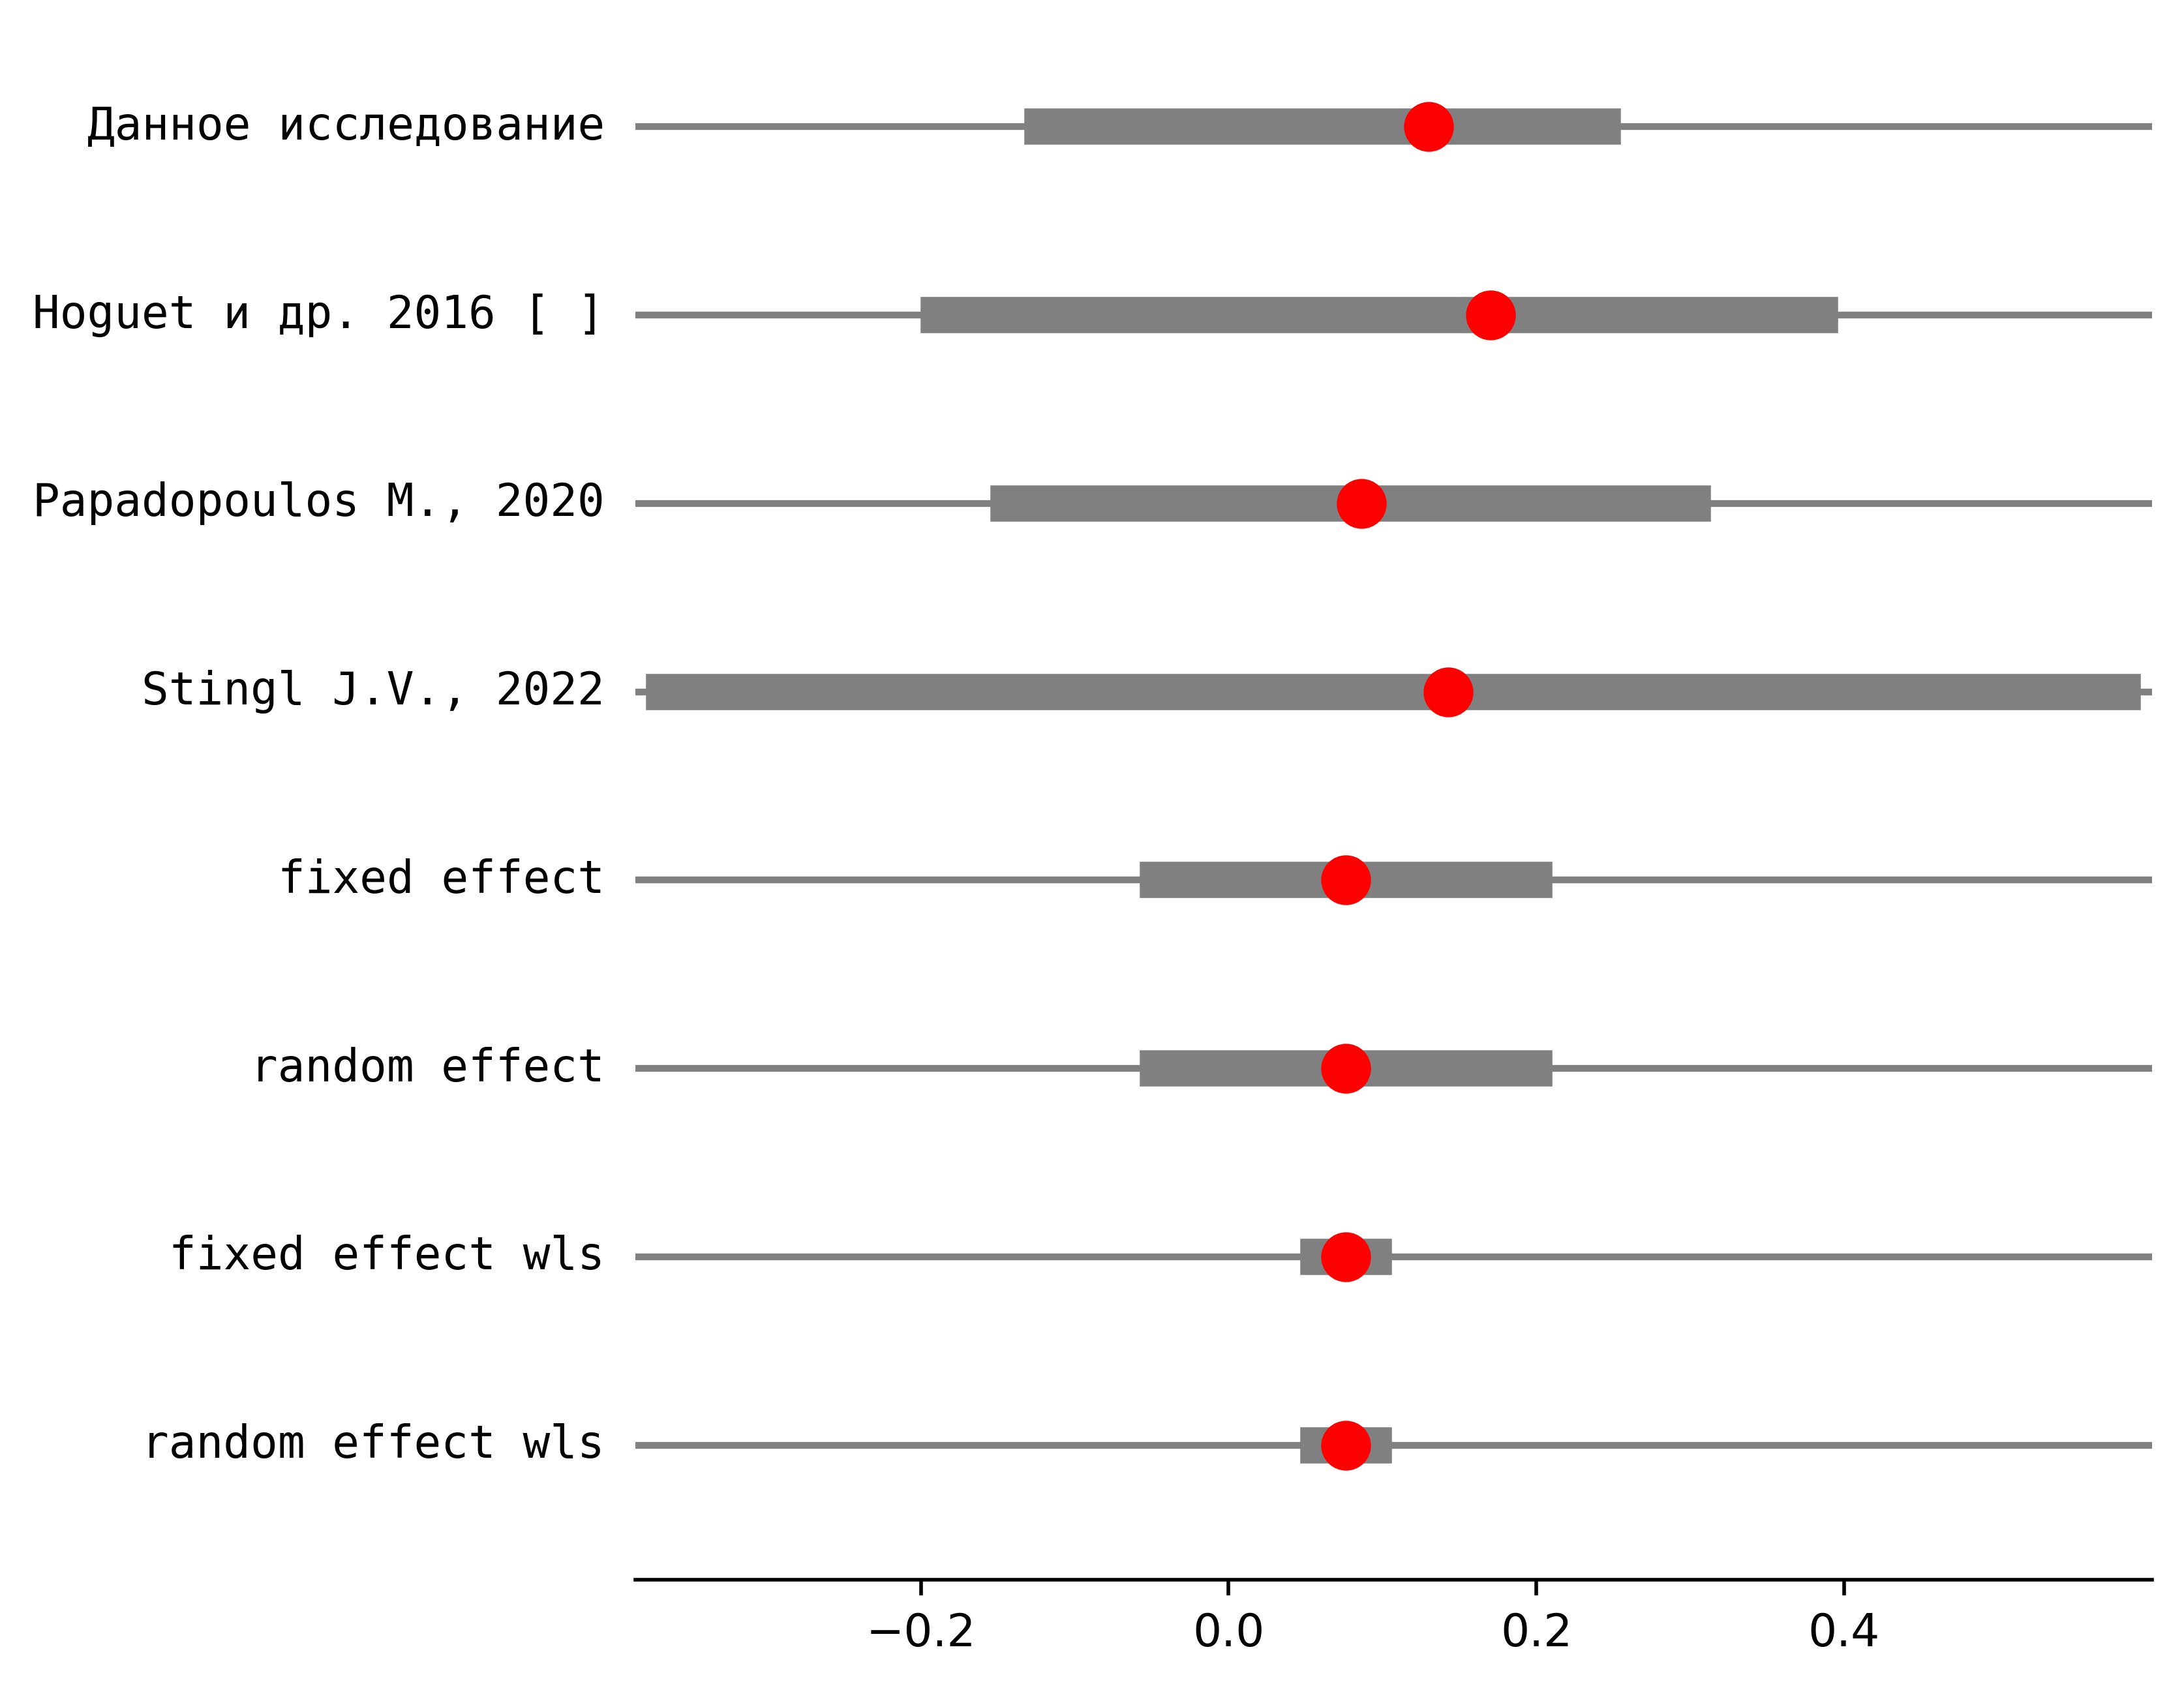 Данное исследование
Hoguet и др. 2016 [ ]
Papadopoulos M., 2020
Stingl J.V., 2022
fixed effect
random effect
fixed effect wls
random effect wls
−0.2 0.0 0.2 0.4